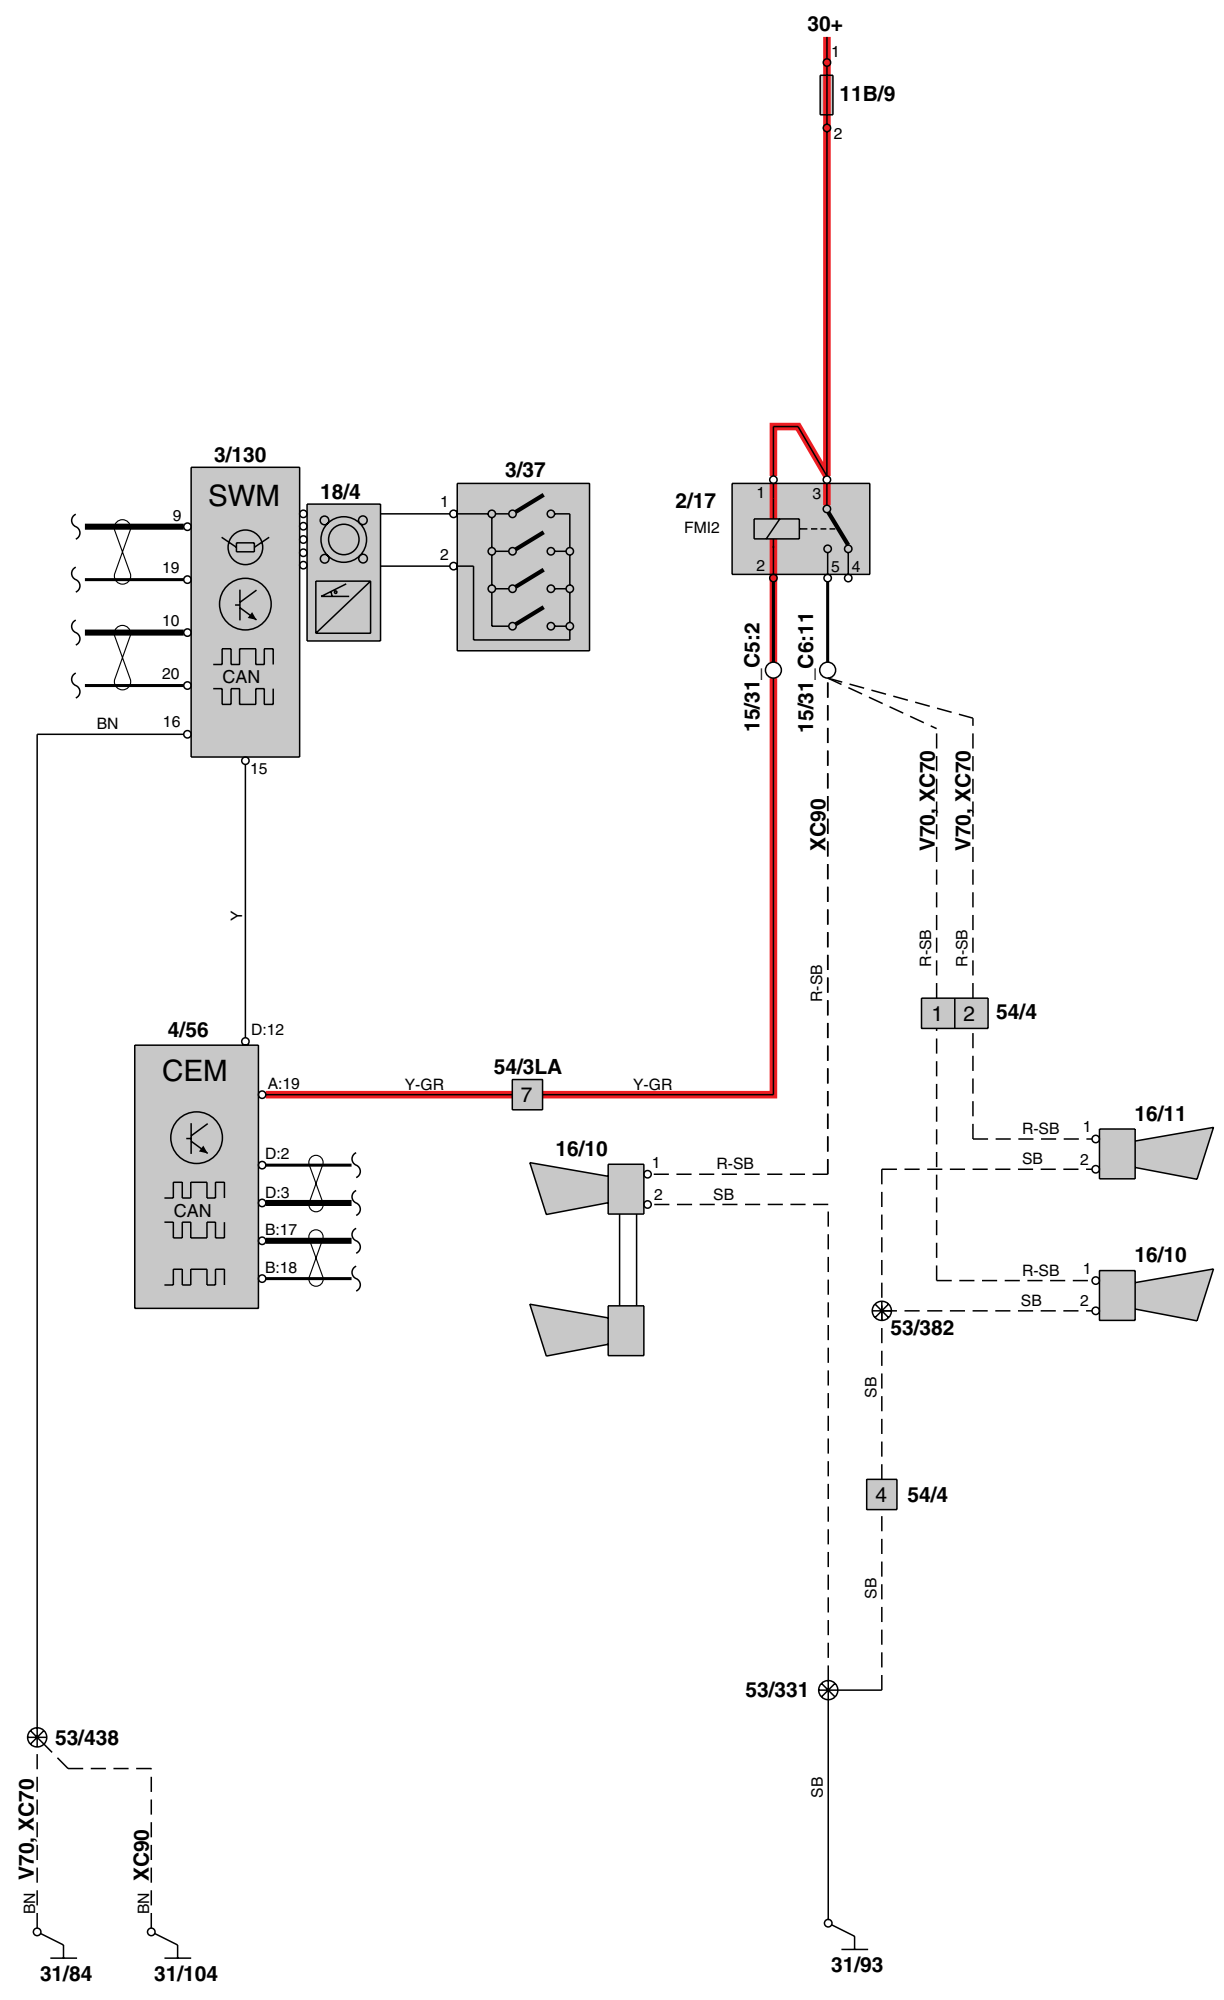 30+
1
11B/9
2
3/130
SWM
18/4
3/37
2/17
FMI2
1
3
2
5
4
9
19
10
20
16
BN
CAN
15
1
2
15/31_C5:2
15/31_C6:11
XC90
V70, XC70
V70, XC70
Y
R-SB
R-SB
R-SB
1
2
54/4
4/56
D:12
CEM
A:19
Y-GR
54/3LA
7
Y-GR
D:2
D:3
CAN
B:17
B:18
16/10
1
R-SB
2
SB
16/11
R-SB
1
SB
2
16/10
R-SB
1
SB
2
53/382
SB
4
54/4
SB
53/331
53/438
V70, XC70
XC90
SB
BN
BN
31/84
31/104
31/93